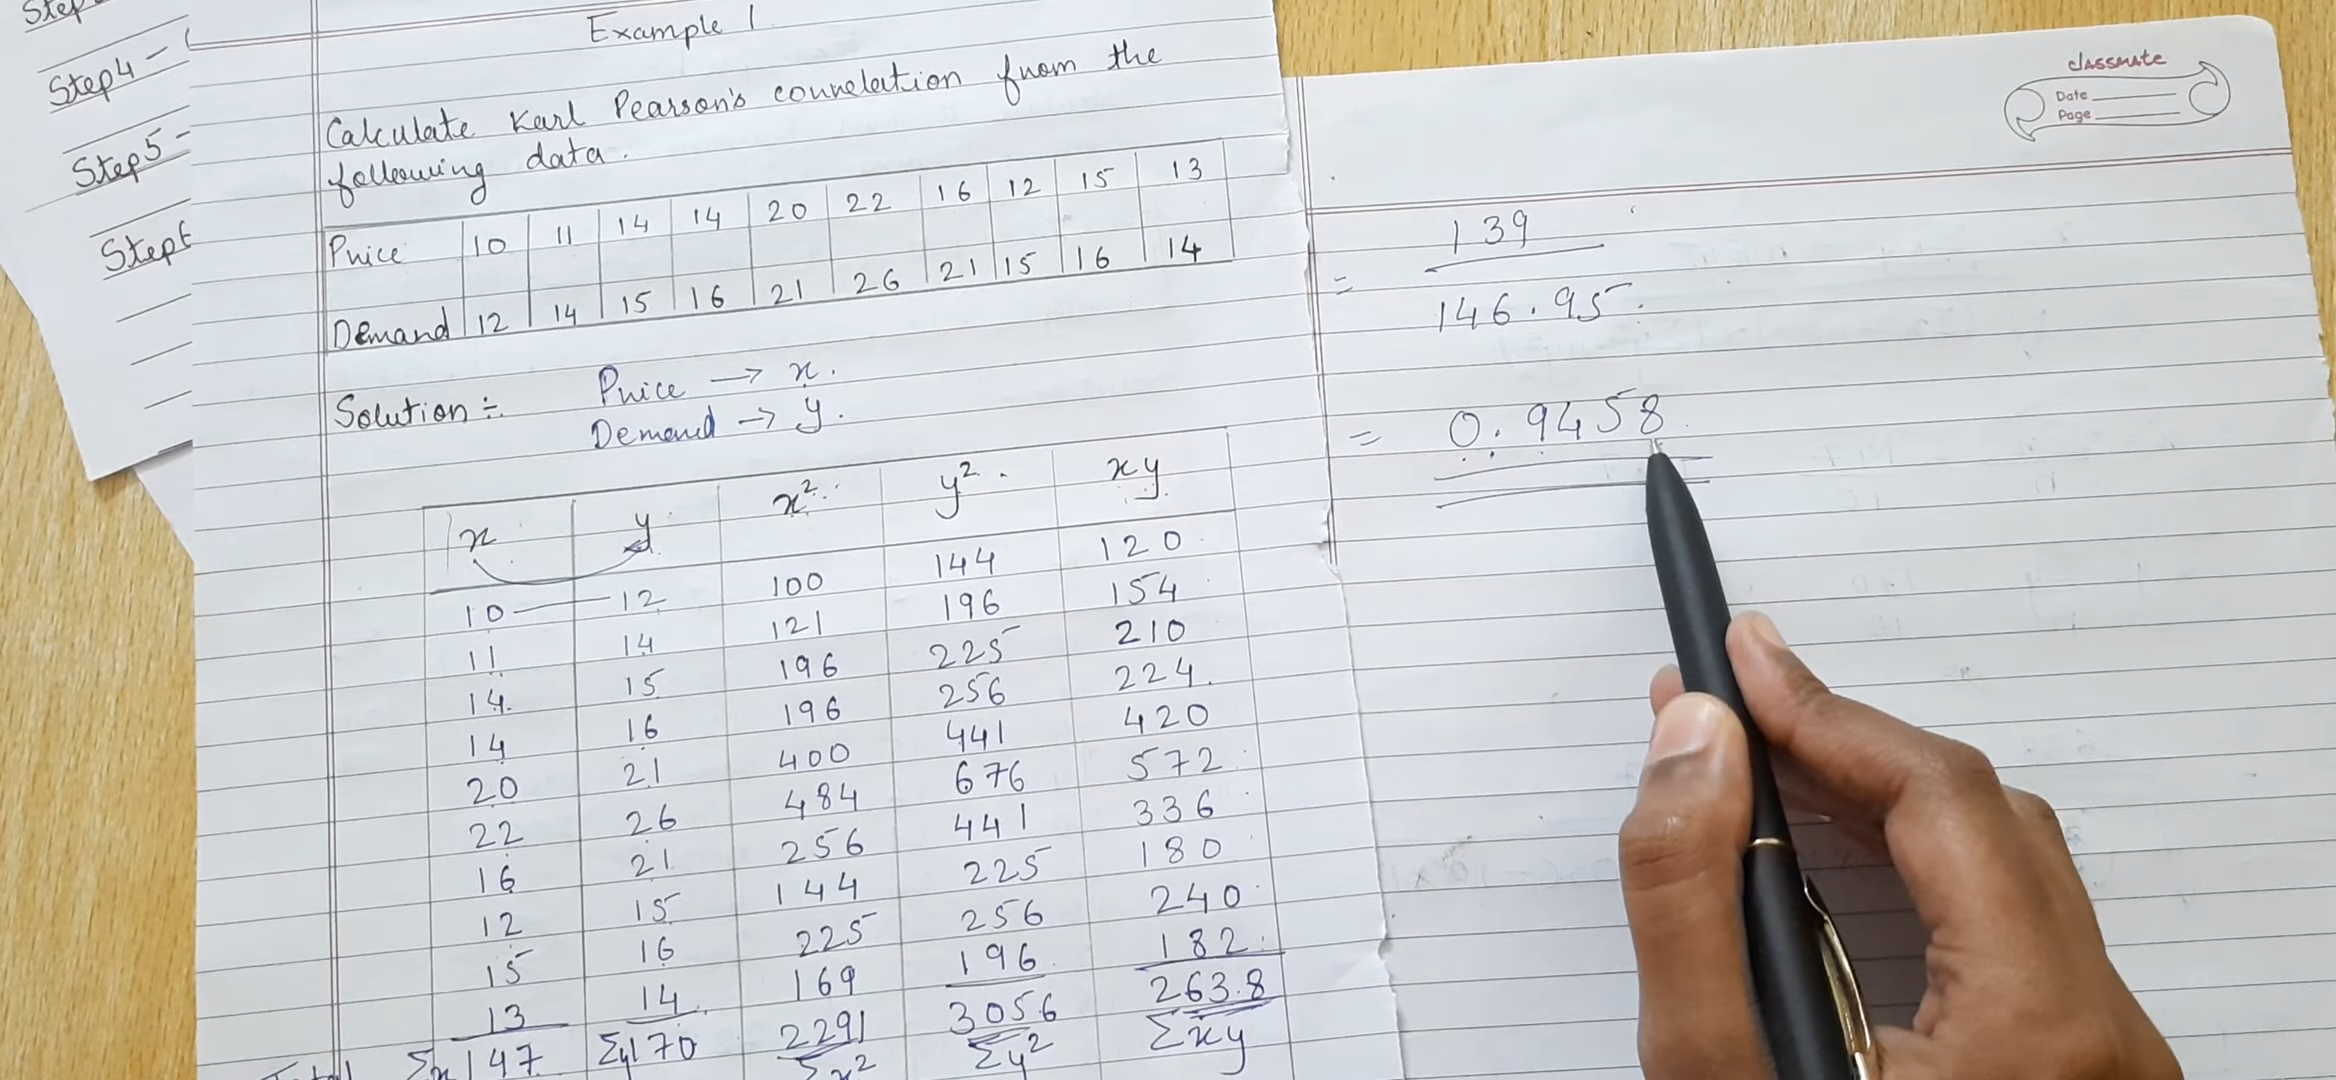 Step
Step4 -
Step5 -
Step6
Example 1
Calculate Karl Pearson's correlation from the
following data.
Price 10 11 14 14 20 22 16 12 15 13
Demand 12 14 15 16 21 26 21 15 16 14
Solution ÷ Price → x.
Demand → y.
x y x² y² xy
10 12 100 144 120
11 14 121 196 154
14 15 196 225 210
14 16 196 256 224
20 21 400 441 420
22 26 484 676 572
16 21 256 441 336
12 15 144 225 180
15 16 225 256 240
13 14 169 196 182
Total Σx 147 Σy 170 2291 3056 2638
Σx² Σy² Σxy
classmate
Date
Page
= 139
146.95
= 0.9458